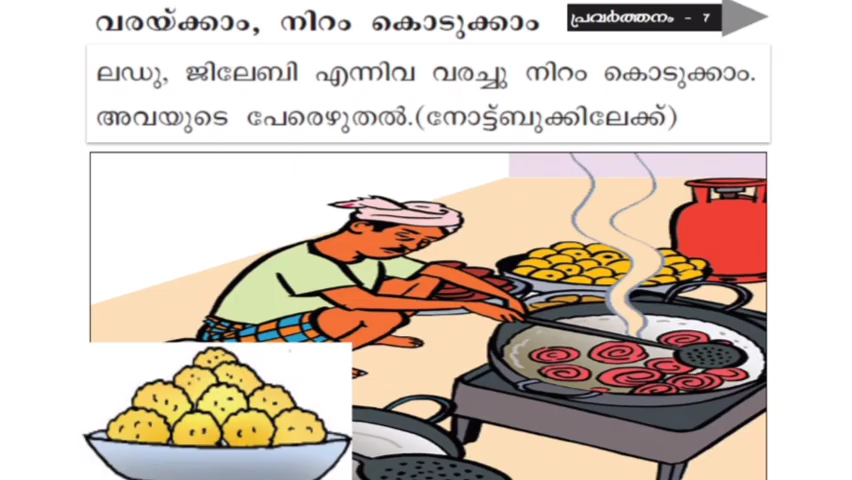 വരയ്ക്കാം, നിറം കൊടുക്കാം
പ്രവർത്തനം - 7
ലഡു, ജിലേബി എന്നിവ വരച്ചു നിറം കൊടുക്കാം.
അവയുടെ പേരെഴുതൽ.(നോട്ട്ബുക്കിലേക്ക്)